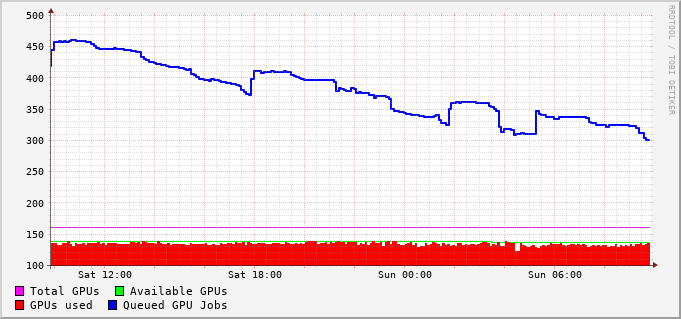 500
450
400
350
300
250
200
150
100
Sat 12:00 Sat 18:00 Sun 00:00 Sun 06:00
Total GPUs Available GPUs
GPUs used Queued GPU Jobs
RRDTOOL / TOBI OETIKER